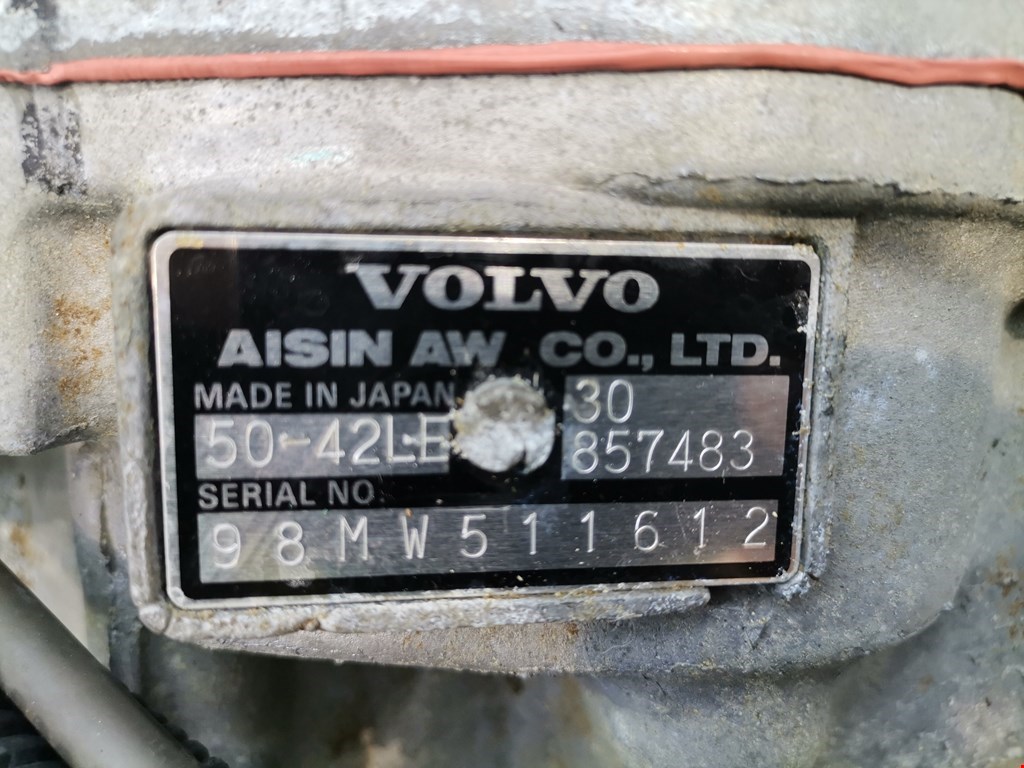 VOLVO
AISIN AW CO., LTD.
MADE IN JAPAN 30
50-42LE 857483
SERIAL NO.
98MW511612